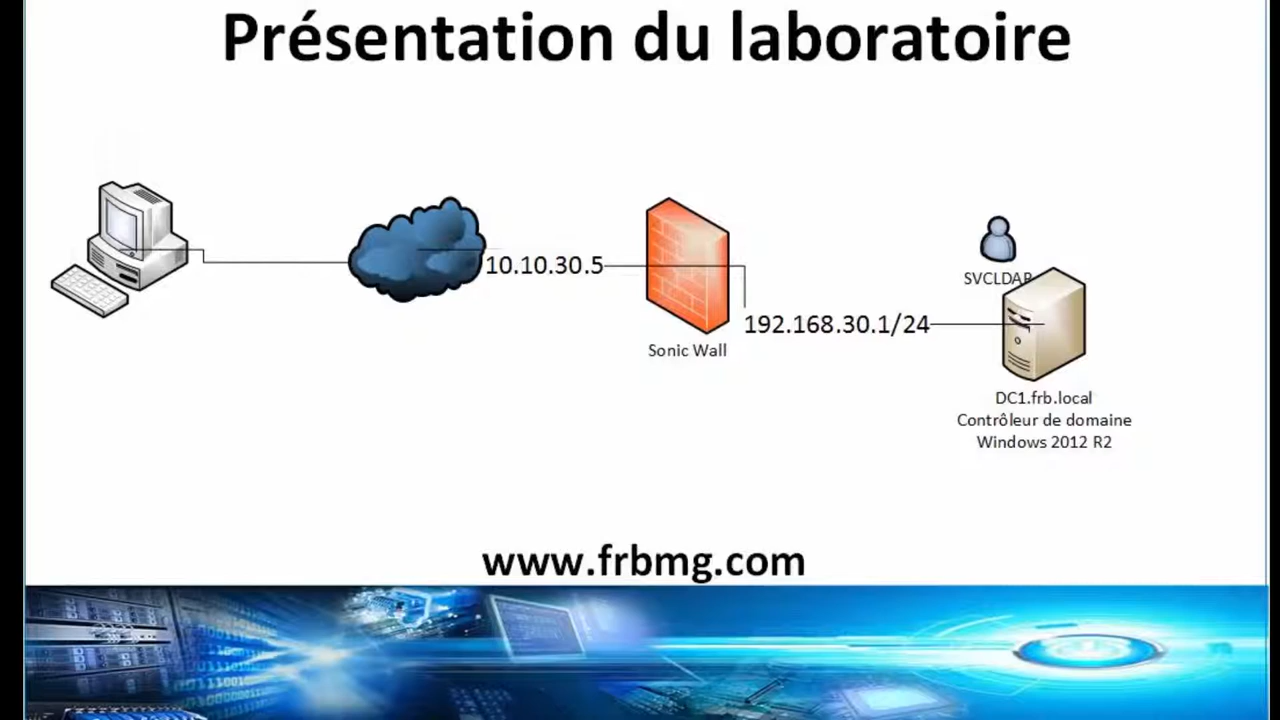 Présentation du laboratoire
10.10.30.5
SVCLDAP
192.168.30.1/24
Sonic Wall
DC1.frb.local
Contrôleur de domaine
Windows 2012 R2
www.frbmg.com